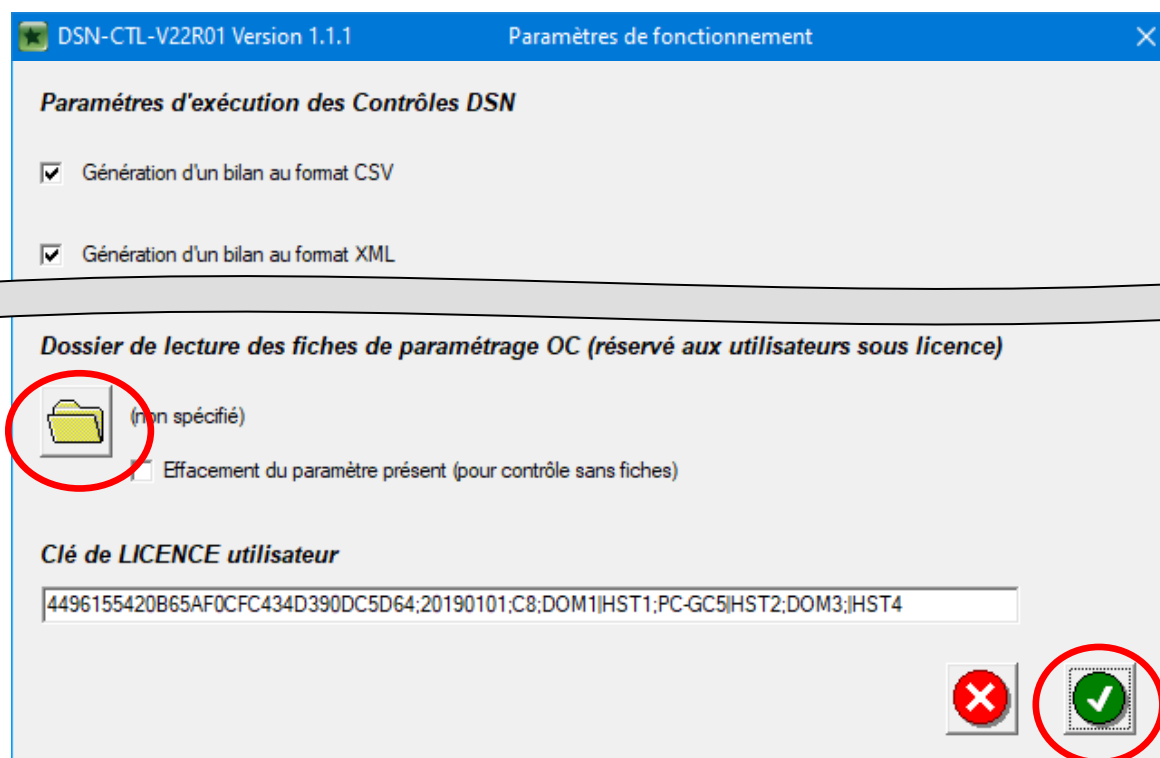 DSN-CTL-V22R01 Version 1.1.1 Paramètres de fonctionnement
Paramétres d'exécution des Contrôles DSN
Génération d'un bilan au format CSV
Génération d'un bilan au format XML
Dossier de lecture des fiches de paramétrage OC (réservé aux utilisateurs sous licence)
(non spécifié)
Effacement du paramètre présent (pour contrôle sans fiches)
Clé de LICENCE utilisateur
4496155420B65AF0CFC434D390DC5D64;20190101;C8;DOM1||HST1;PC-GC5||HST2;DOM3;||HST4